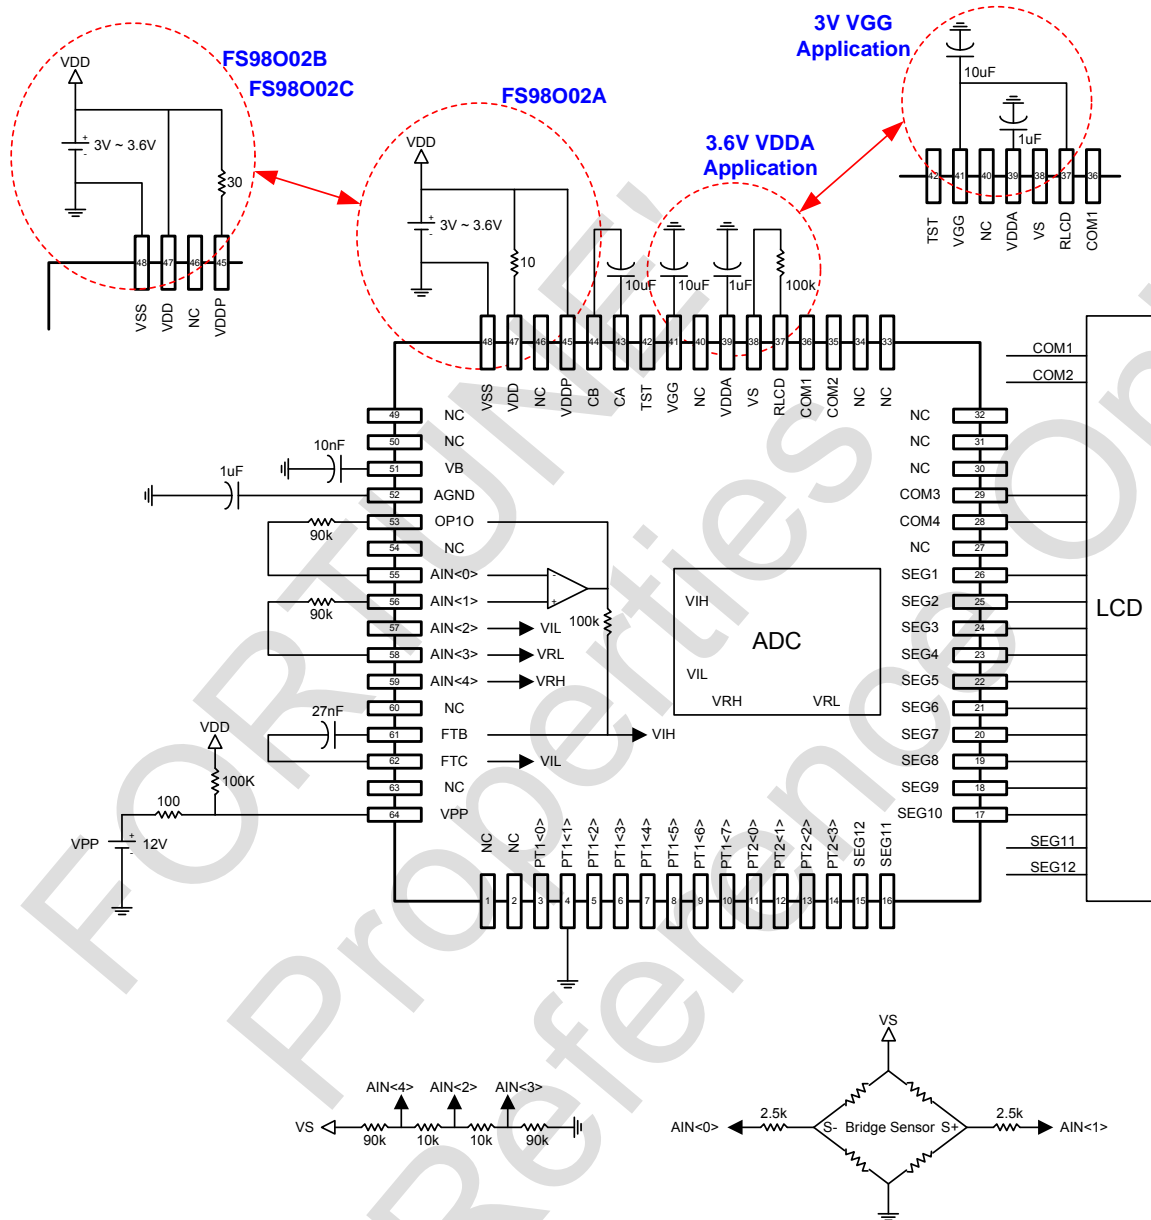 FS98O02B
FS98O02C
VDD
3V ~ 3.6V
30
48 47 46 45
VSS VDD NC VDDP
FS98O02A
VDD
3V ~ 3.6V
10
10uF 10uF 1uF 100k
3.6V VDDA
Application
3V VGG
Application
10uF
1uF
42 41 40 39 38 37 36
TST VGG NC VDDA VS RLCD COM1
48 47 46 45 44 43 42 41 40 39 38 37 36 35 34 33
VSS VDD NC VDDP CB CA TST VGG NC VDDA VS RLCD COM1 COM2 NC NC
49 NC
50 NC
10nF 51 VB
1uF 52 AGND
90k 53 OP1O
54 NC
55 AIN<0>
90k 56 AIN<1>
57 AIN<2> VIL
58 AIN<3> VRL
59 AIN<4> VRH
60 NC
27nF 61 FTB VIH
62 FTC VIL
63 NC
64 VPP
- +
100k
VDD
100K
100
VPP + - 12V
VIH
ADC
VIL
VRH VRL
NC 32
NC 31
NC 30
COM3 29
COM4 28
NC 27
SEG1 26
SEG2 25
SEG3 24
SEG4 23
SEG5 22
SEG6 21
SEG7 20
SEG8 19
SEG9 18
SEG10 17
COM1
COM2
LCD
SEG11
SEG12
NC NC PT1<0> PT1<1> PT1<2> PT1<3> PT1<4> PT1<5> PT1<6> PT1<7> PT2<0> PT2<1> PT2<2> PT2<3> SEG12 SEG11
1 2 3 4 5 6 7 8 9 10 11 12 13 14 15 16
AIN<4> AIN<2> AIN<3>
VS
90k 10k 10k 90k
VS
2.5k 2.5k
AIN<0> S- Bridge Sensor S+ AIN<1>
FORTUNE'
Properties
Reference On